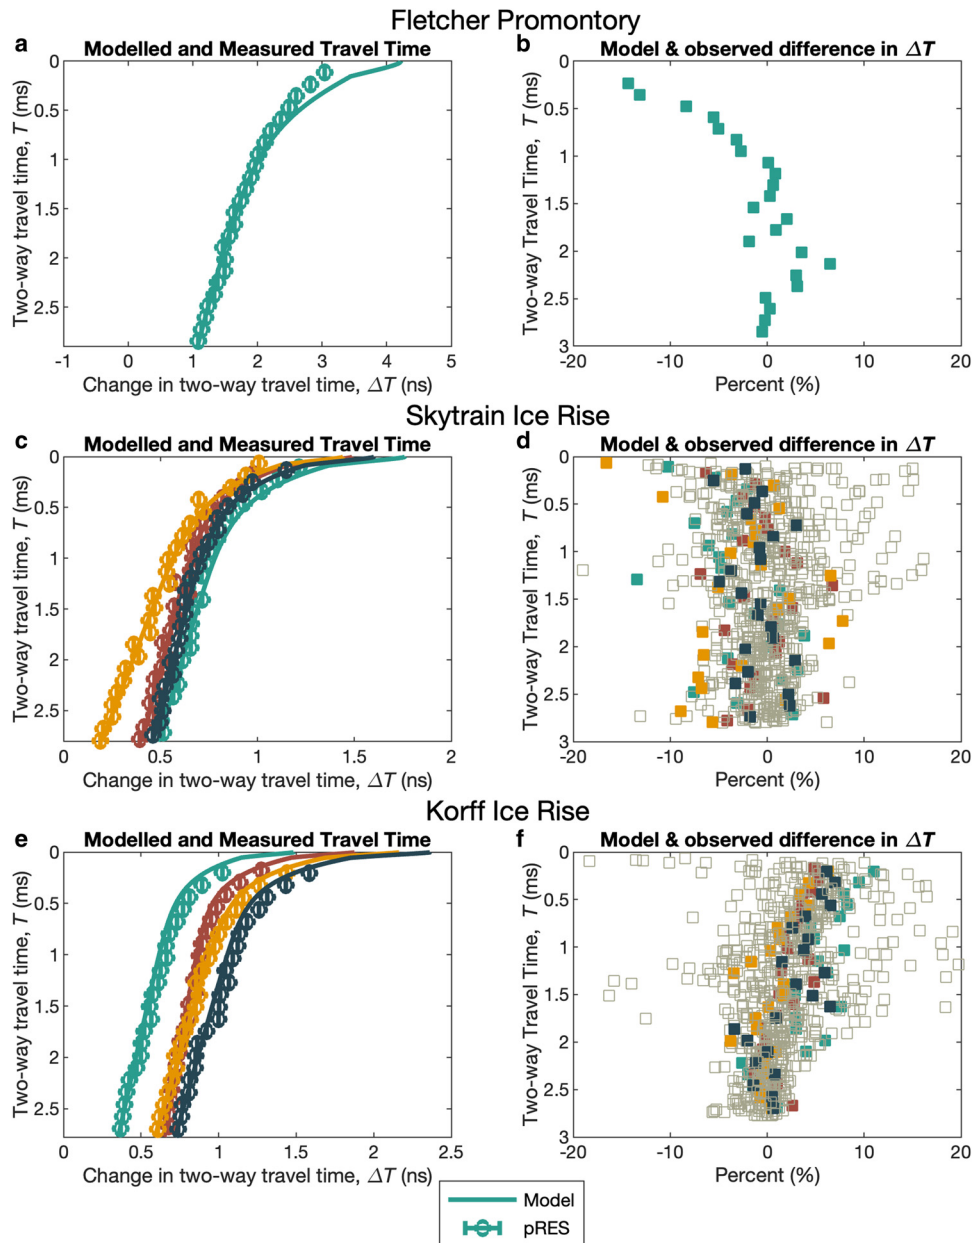 Fletcher Promontory
a
Modelled and Measured Travel Time
0
0.5
1
1.5
2
2.5
Two-way travel time, T (ms)
-1
0
1
2
3
4
5
Change in two-way travel time, ΔT (ns)
b
Model & observed difference in ΔT
0
0.5
1
1.5
2
2.5
3
Two-way Travel Time, T (ms)
-20
-10
0
10
20
Percent (%)
Skytrain Ice Rise
c
Modelled and Measured Travel Time
0
0.5
1
1.5
2
2.5
Two-way travel time, T (ms)
0
0.5
1
1.5
2
Change in two-way travel time, ΔT (ns)
d
Model & observed difference in ΔT
0
0.5
1
1.5
2
2.5
3
Two-way Travel Time, T (ms)
-20
-10
0
10
20
Percent (%)
Korff Ice Rise
e
Modelled and Measured Travel Time
0
0.5
1
1.5
2
2.5
Two-way travel time, T (ms)
0
0.5
1
1.5
2
2.5
Change in two-way travel time, ΔT (ns)
f
Model & observed difference in ΔT
0
0.5
1
1.5
2
2.5
3
Two-way Travel Time, T (ms)
-20
-10
0
10
20
Percent (%)
Model
pRES